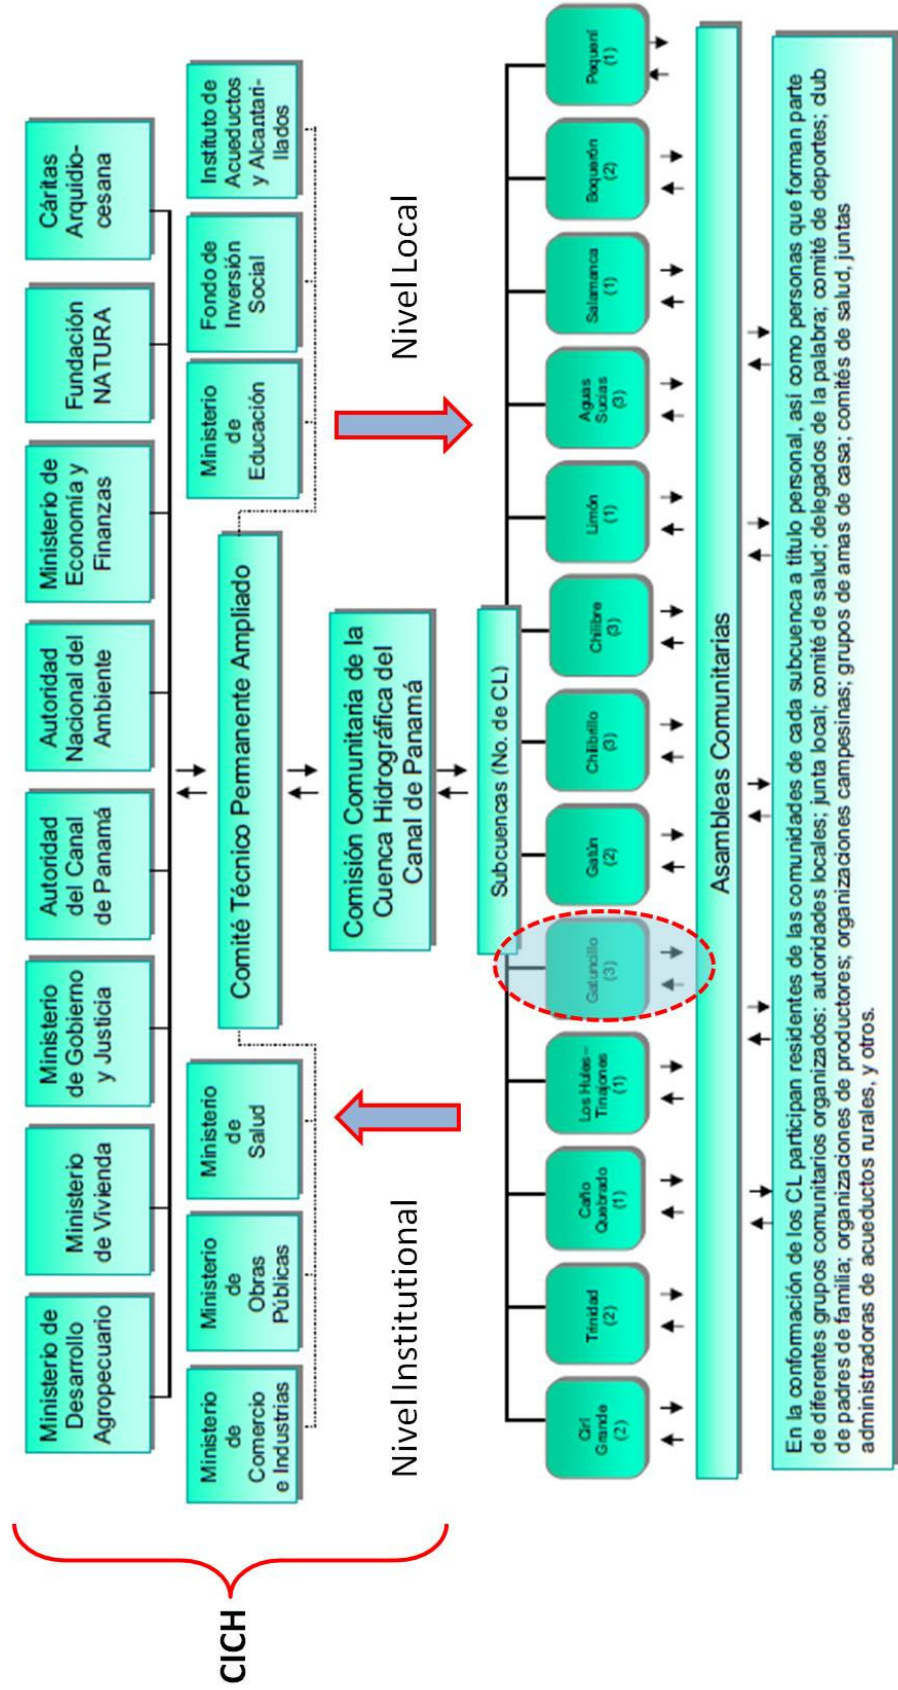 CICH
Ministerio de
Desarrollo
Agropecuario
Ministerio
de Vivienda
Ministerio
de Gobierno
y Justicia
Autoridad
del Canal
de Panamá
Autoridad
Nacional del
Ambiente
Ministerio de
Economía y
Finanzas
Fundación
NATURA
Cáritas
Arquidio-
cesana
Ministerio
de
Comercio
e Industrias
Ministerio
de
Obras
Públicas
Ministerio
de
Salud
Comité Técnico Permanente Ampliado
Ministerio
de
Educación
Fondo de
Inversión
Social
Instituto de
Acueductos
y Alcantari-
llados
Comisión Comunitaria de la
Cuenca Hidrográfica del
Canal de Panamá
Nivel Institutional
Nivel Local
Subcuencas (No. de CL)
Cirí
Grande
(2)
Trinidad
(2)
Caño
Quebrado
(1)
Los Hules–
Tinajones
(1)
Gatuncillo
(3)
Gatún
(2)
Chilibrillo
(3)
Chilibre
(3)
Limón
(1)
Aguas
Sucias
(3)
Salamanca
(1)
Boquerón
(2)
Pequení
(1)
Asambleas Comunitarias
En la conformación de los CL participan residentes de las comunidades de cada subcuenca a título personal, así como personas que forman parte
de diferentes grupos comunitarios organizados: autoridades locales; junta local; comité de salud; delegados de la palabra; comité de deportes; club
de padres de familia; organizaciones de productores; organizaciones campesinas; grupos de amas de casa; comités de salud, juntas
administradoras de acueductos rurales, y otros.